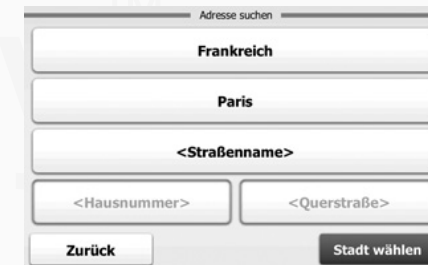 Adresse suchen
Frankreich
Paris
<Straßenname>
<Hausnummer> <Querstraße>
Zurück Stadt wählen